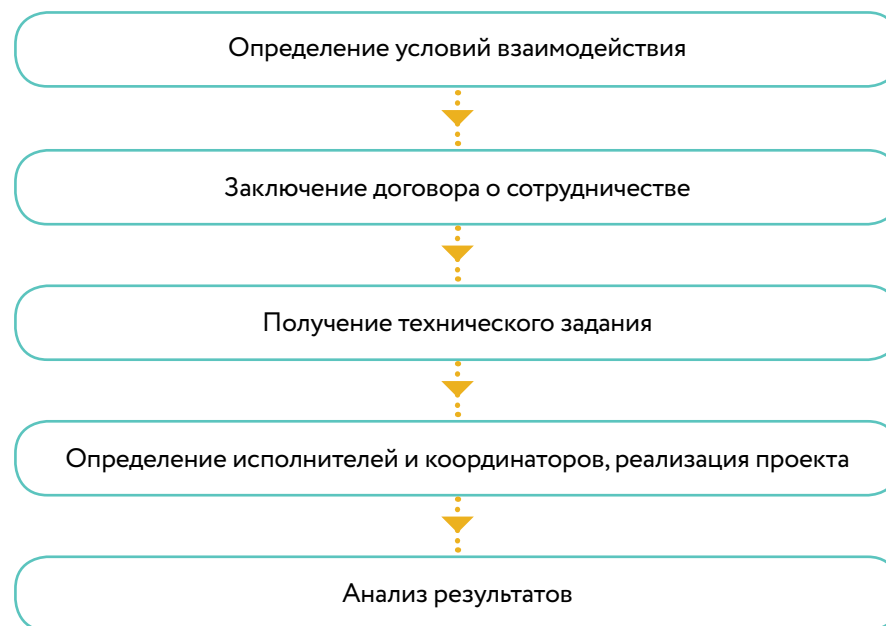 Определение условий взаимодействия
Заключение договора о сотрудничестве
Получение технического задания
Определение исполнителей и координаторов, реализация проекта
Анализ результатов